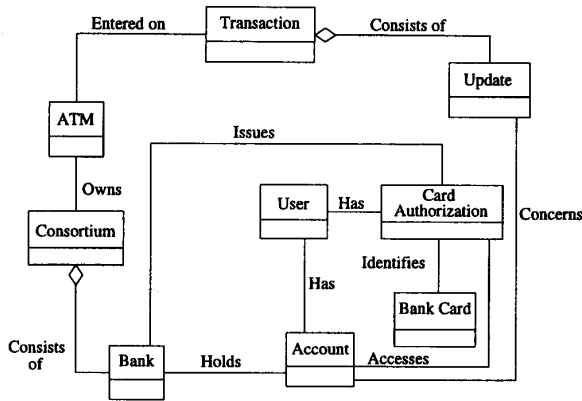 Entered on
Transaction
Consists of
Update
ATM
Issues
Owns
User
Has
Card
Authorization
Concerns
Consortium
Identifies
Has
Bank Card
Consists
of
Bank
Holds
Account
Accesses